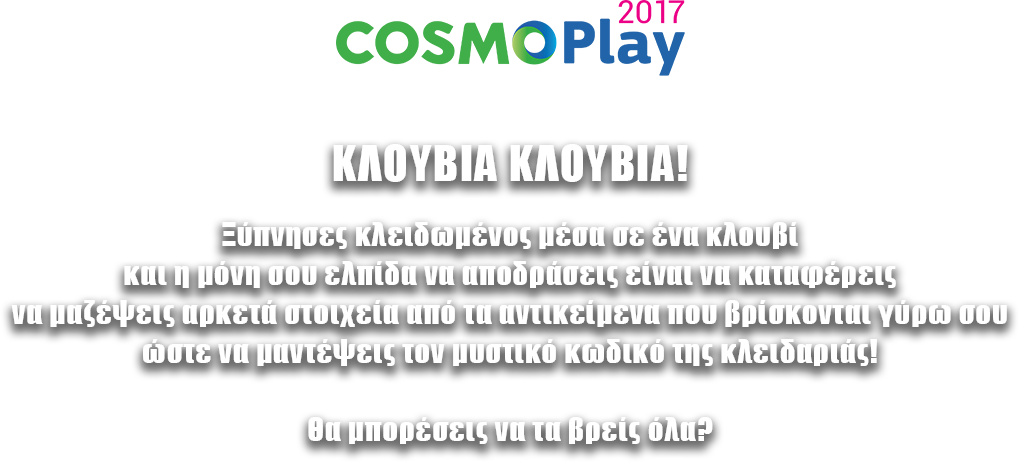 2017
COSMOPlay
ΚΛΟΥΒΙΑ ΚΛΟΥΒΙΑ!
Ξύπνησες κλειδωμένος μέσα σε ένα κλουβί
και η μόνη σου ελπίδα να αποδράσεις είναι να καταφέρεις
να μαζέψεις αρκετά στοιχεία από τα αντικείμενα που βρίσκονται γύρω σου
ώστε να μαντέψεις τον μυστικό κωδικό της κλειδαριάς!
Θα μπορέσεις να τα βρείς όλα?